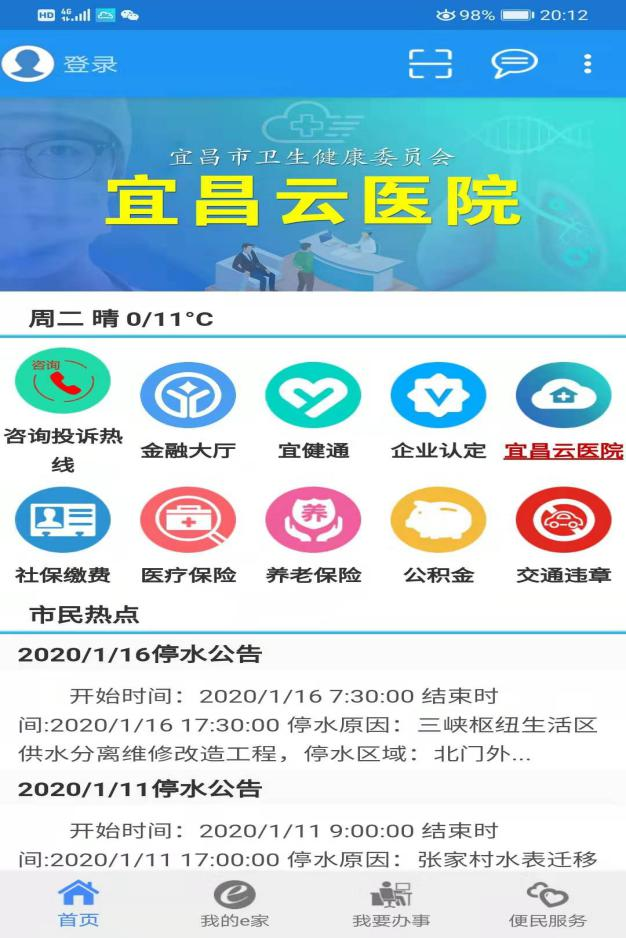 HD 4G 98% 20:12
登录
宜昌市卫生健康委员会
宜昌云医院
周二 晴 0/11°C
咨询
咨询投诉热
线
金融大厅
宜健通
企业认定
宜昌云医院
养
社保缴费
医疗保险
养老保险
公积金
交通违章
市民热点
2020/1/16停水公告
开始时间：2020/1/16 7:30:00 结束时
间:2020/1/16 17:30:00 停水原因：三峡枢纽生活区
供水分离维修改造工程，停水区域：北门外...
2020/1/11停水公告
开始时间：2020/1/11 9:00:00 结束时
间:2020/1/11 17:00:00 停水原因：张家村水表迁移
首页
我的e家
我要办事
便民服务